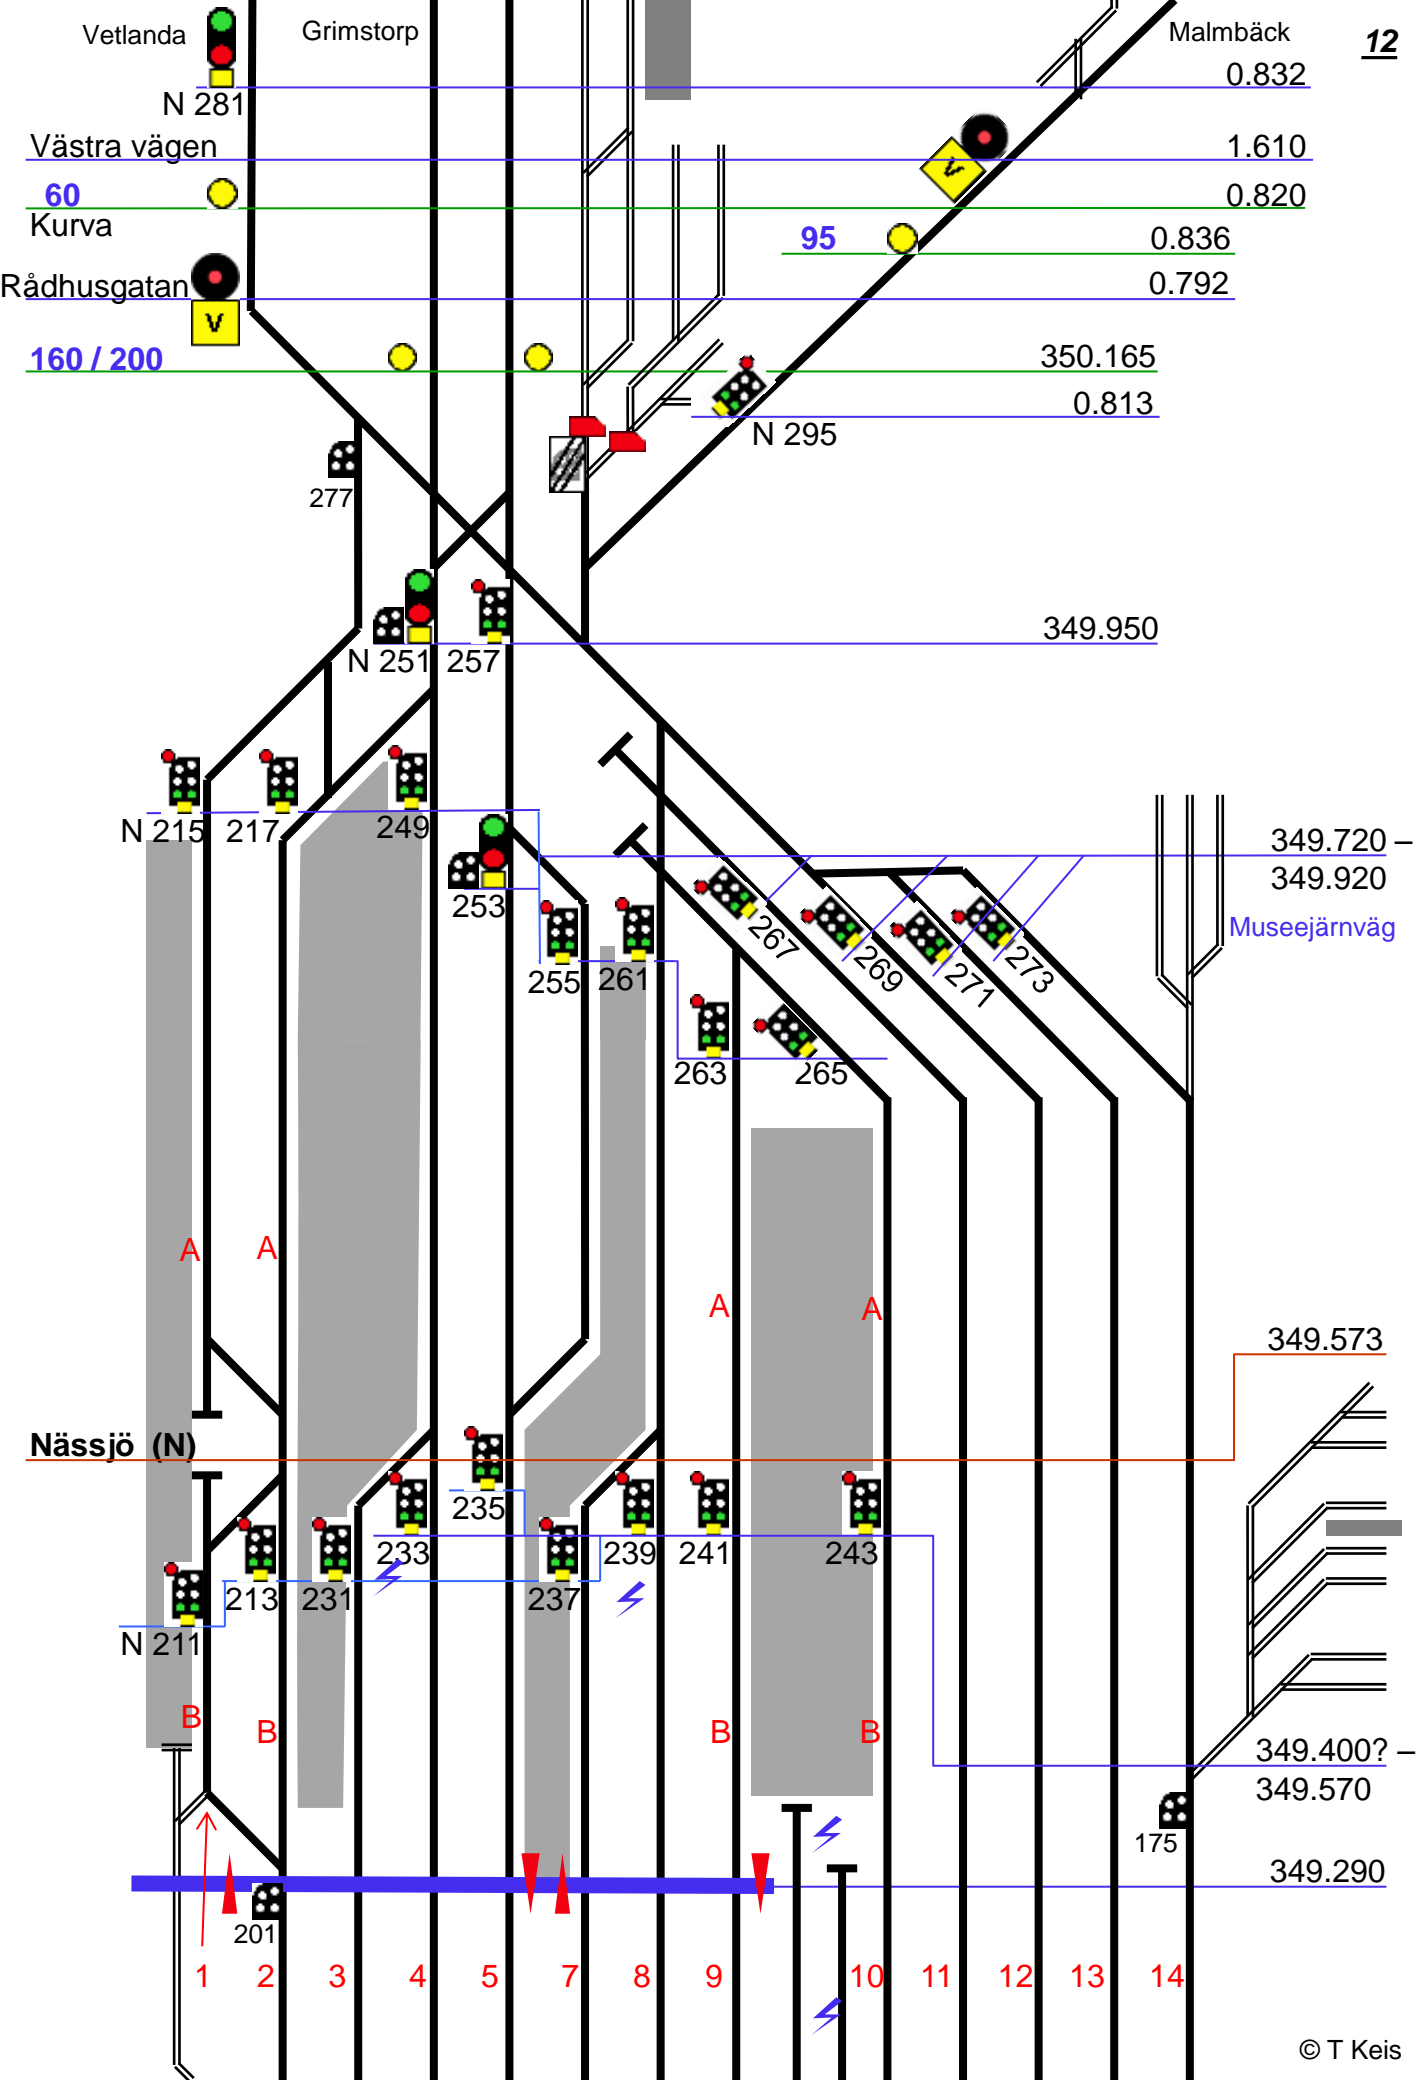 Vetlanda
Grimstorp
Malmbäck
12
0.832
N 281
Västra vägen
1.610
V
60
0.820
Kurva
95
0.836
Rådhusgatan
0.792
V
160 / 200
350.165
0.813
N 295
277
349.950
N 251
257
N 215
217
249
349.720 –
349.920
253
267
Museejärnväg
255
261
269
271
273
263
265
A
A
A
A
349.573
Nässjö (N)
235
233
239
241
243
213
231
237
N 211
B
B
B
B
349.400? –
349.570
175
349.290
201
1
2
3
4
5
7
8
9
10
11
12
13
14
© T Keis